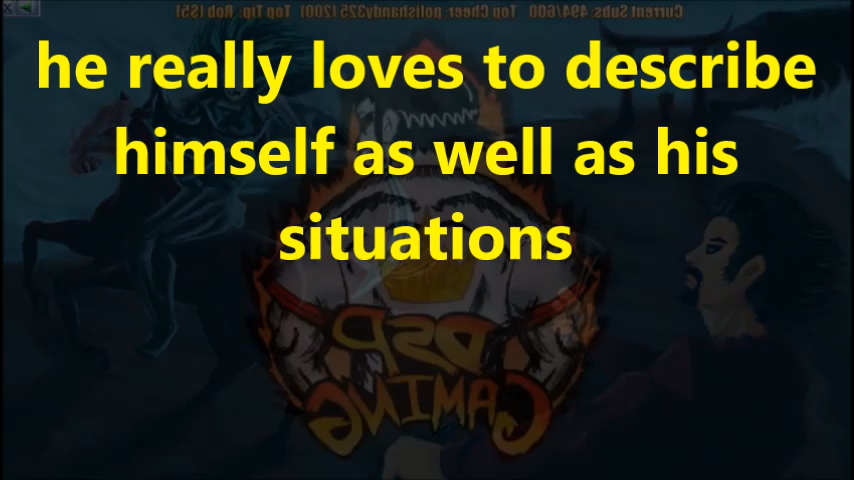 Current Subs: 494/600 Top Cheer: polishandy325 [200] Top Tip: Rob ($5)
he really loves to describe
himself as well as his
situations
DSP
GAMING